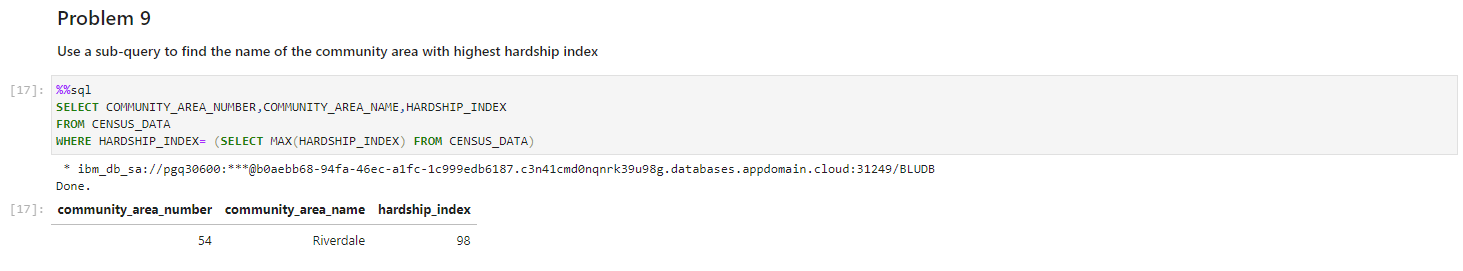 Problem 9
Use a sub-query to find the name of the community area with highest hardship index
[17]: %%sql
SELECT COMMUNITY_AREA_NUMBER,COMMUNITY_AREA_NAME,HARDSHIP_INDEX
FROM CENSUS_DATA
WHERE HARDSHIP_INDEX= (SELECT MAX(HARDSHIP_INDEX) FROM CENSUS_DATA)
* ibm_db_sa://pgq30600:***@b0aebb68-94fa-46ec-a1fc-1c999edb6187.c3n41cmd0nqnrk39u98g.databases.appdomain.cloud:31249/BLUDB
Done.
[17]: community_area_number community_area_name hardship_index
54 Riverdale 98